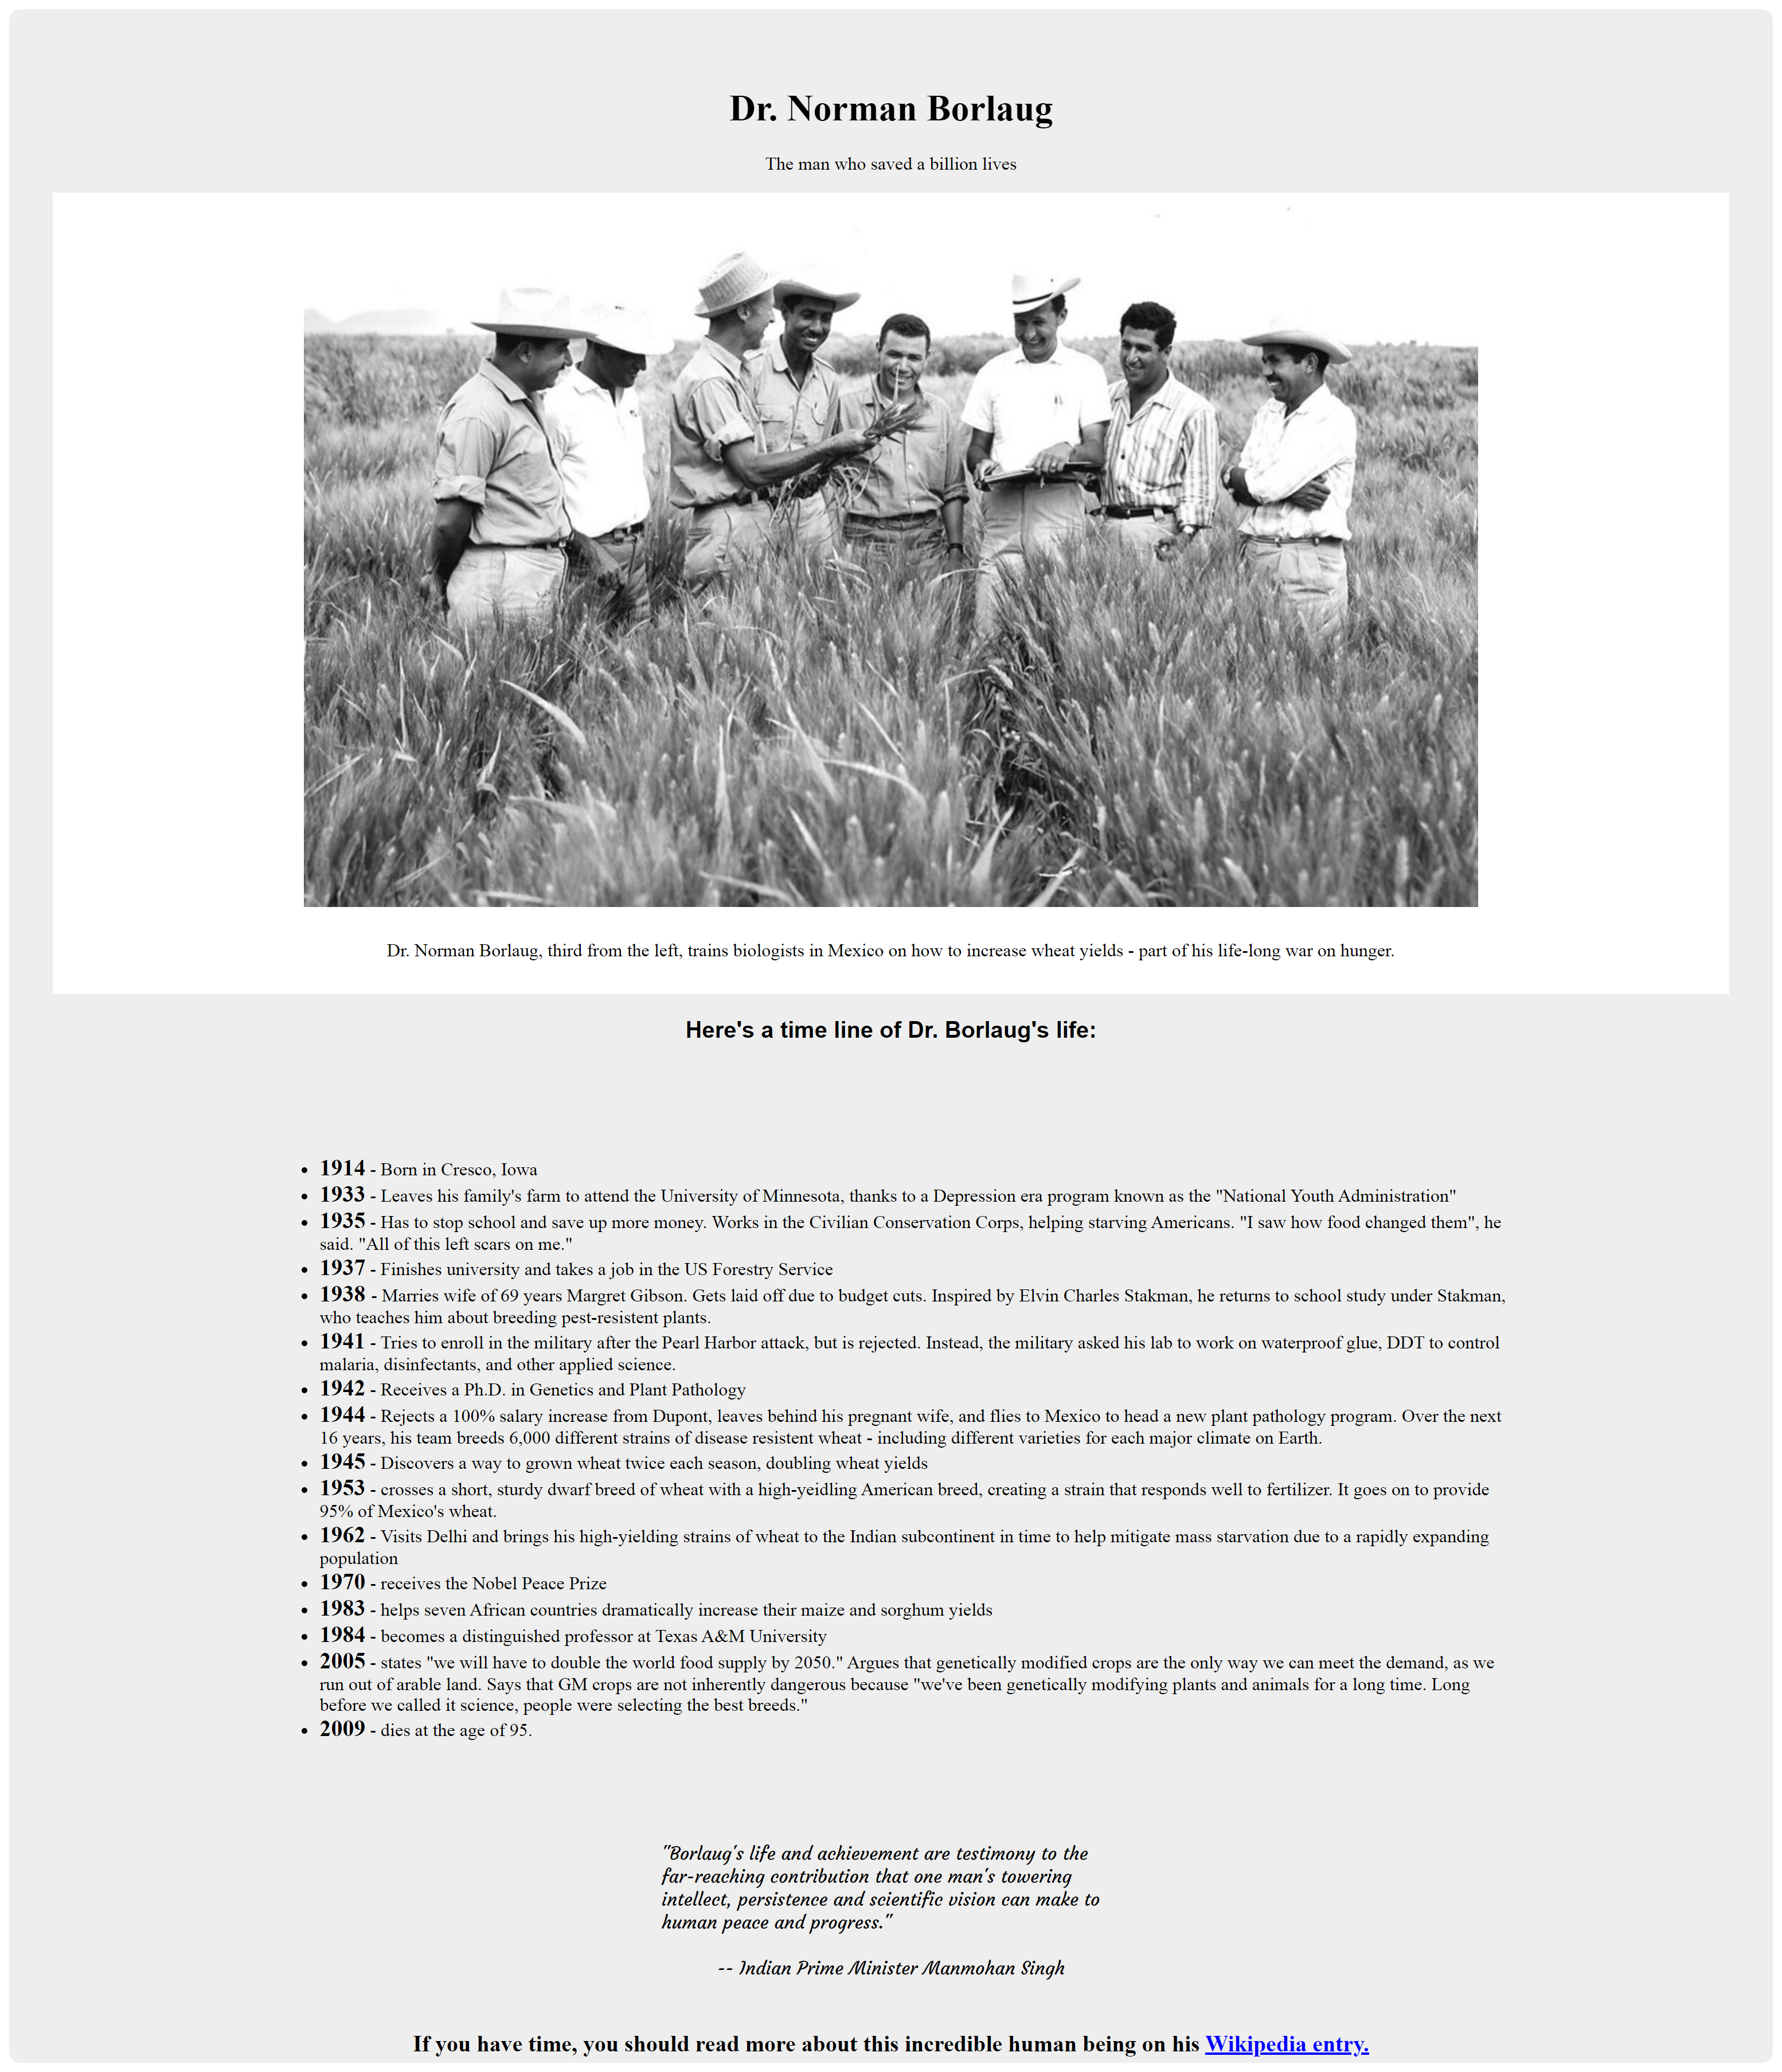 Dr. Norman Borlaug
The man who saved a billion lives
Dr. Norman Borlaug, third from the left, trains biologists in Mexico on how to increase wheat yields - part of his life-long war on hunger.
Here's a time line of Dr. Borlaug's life:
• 1914 - Born in Cresco, Iowa
• 1933 - Leaves his family's farm to attend the University of Minnesota, thanks to a Depression era program known as the "National Youth Administration"
• 1935 - Has to stop school and save up more money. Works in the Civilian Conservation Corps, helping starving Americans. "I saw how food changed them", he
said. "All of this left scars on me."
• 1937 - Finishes university and takes a job in the US Forestry Service
• 1938 - Marries wife of 69 years Margret Gibson. Gets laid off due to budget cuts. Inspired by Elvin Charles Stakman, he returns to school study under Stakman,
who teaches him about breeding pest-resistent plants.
• 1941 - Tries to enroll in the military after the Pearl Harbor attack, but is rejected. Instead, the military asked his lab to work on waterproof glue, DDT to control
malaria, disinfectants, and other applied science.
• 1942 - Receives a Ph.D. in Genetics and Plant Pathology
• 1944 - Rejects a 100% salary increase from Dupont, leaves behind his pregnant wife, and flies to Mexico to head a new plant pathology program. Over the next
16 years, his team breeds 6,000 different strains of disease resistent wheat - including different varieties for each major climate on Earth.
• 1945 - Discovers a way to grown wheat twice each season, doubling wheat yields
• 1953 - crosses a short, sturdy dwarf breed of wheat with a high-yeidling American breed, creating a strain that responds well to fertilizer. It goes on to provide
95% of Mexico's wheat.
• 1962 - Visits Delhi and brings his high-yielding strains of wheat to the Indian subcontinent in time to help mitigate mass starvation due to a rapidly expanding
population
• 1970 - receives the Nobel Peace Prize
• 1983 - helps seven African countries dramatically increase their maize and sorghum yields
• 1984 - becomes a distinguished professor at Texas A&M University
• 2005 - states "we will have to double the world food supply by 2050." Argues that genetically modified crops are the only way we can meet the demand, as we
run out of arable land. Says that GM crops are not inherently dangerous because "we've been genetically modifying plants and animals for a long time. Long
before we called it science, people were selecting the best breeds."
• 2009 - dies at the age of 95.
"Borlaug's life and achievement are testimony to the
far-reaching contribution that one man's towering
intellect, persistence and scientific vision can make to
human peace and progress."
-- Indian Prime Minister Manmohan Singh
If you have time, you should read more about this incredible human being on his Wikipedia entry.